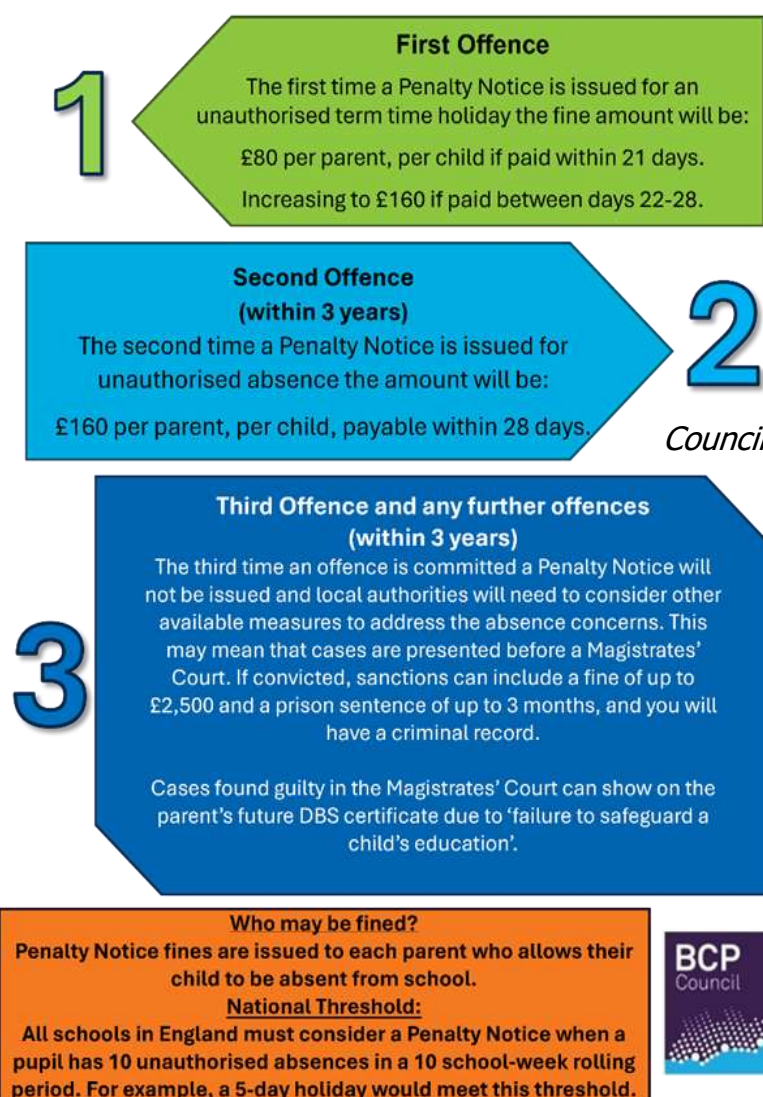 1
First Offence
The first time a Penalty Notice is issued for an
unauthorised term time holiday the fine amount will be:
£80 per parent, per child if paid within 21 days.
Increasing to £160 if paid between days 22-28.
Second Offence
(within 3 years)
The second time a Penalty Notice is issued for
unauthorised absence the amount will be:
£160 per parent, per child, payable within 28 days.
2
Council
3
Third Offence and any further offences
(within 3 years)
The third time an offence is committed a Penalty Notice will
not be issued and local authorities will need to consider other
available measures to address the absence concerns. This
may mean that cases are presented before a Magistrates’
Court. If convicted, sanctions can include a fine of up to
£2,500 and a prison sentence of up to 3 months, and you will
have a criminal record.
Cases found guilty in the Magistrates’ Court can show on the
parent’s future DBS certificate due to ‘failure to safeguard a
child’s education’.
Who may be fined?
Penalty Notice fines are issued to each parent who allows their
child to be absent from school.
National Threshold:
All schools in England must consider a Penalty Notice when a
pupil has 10 unauthorised absences in a 10 school-week rolling
period. For example, a 5-day holiday would meet this threshold.
BCP
Council